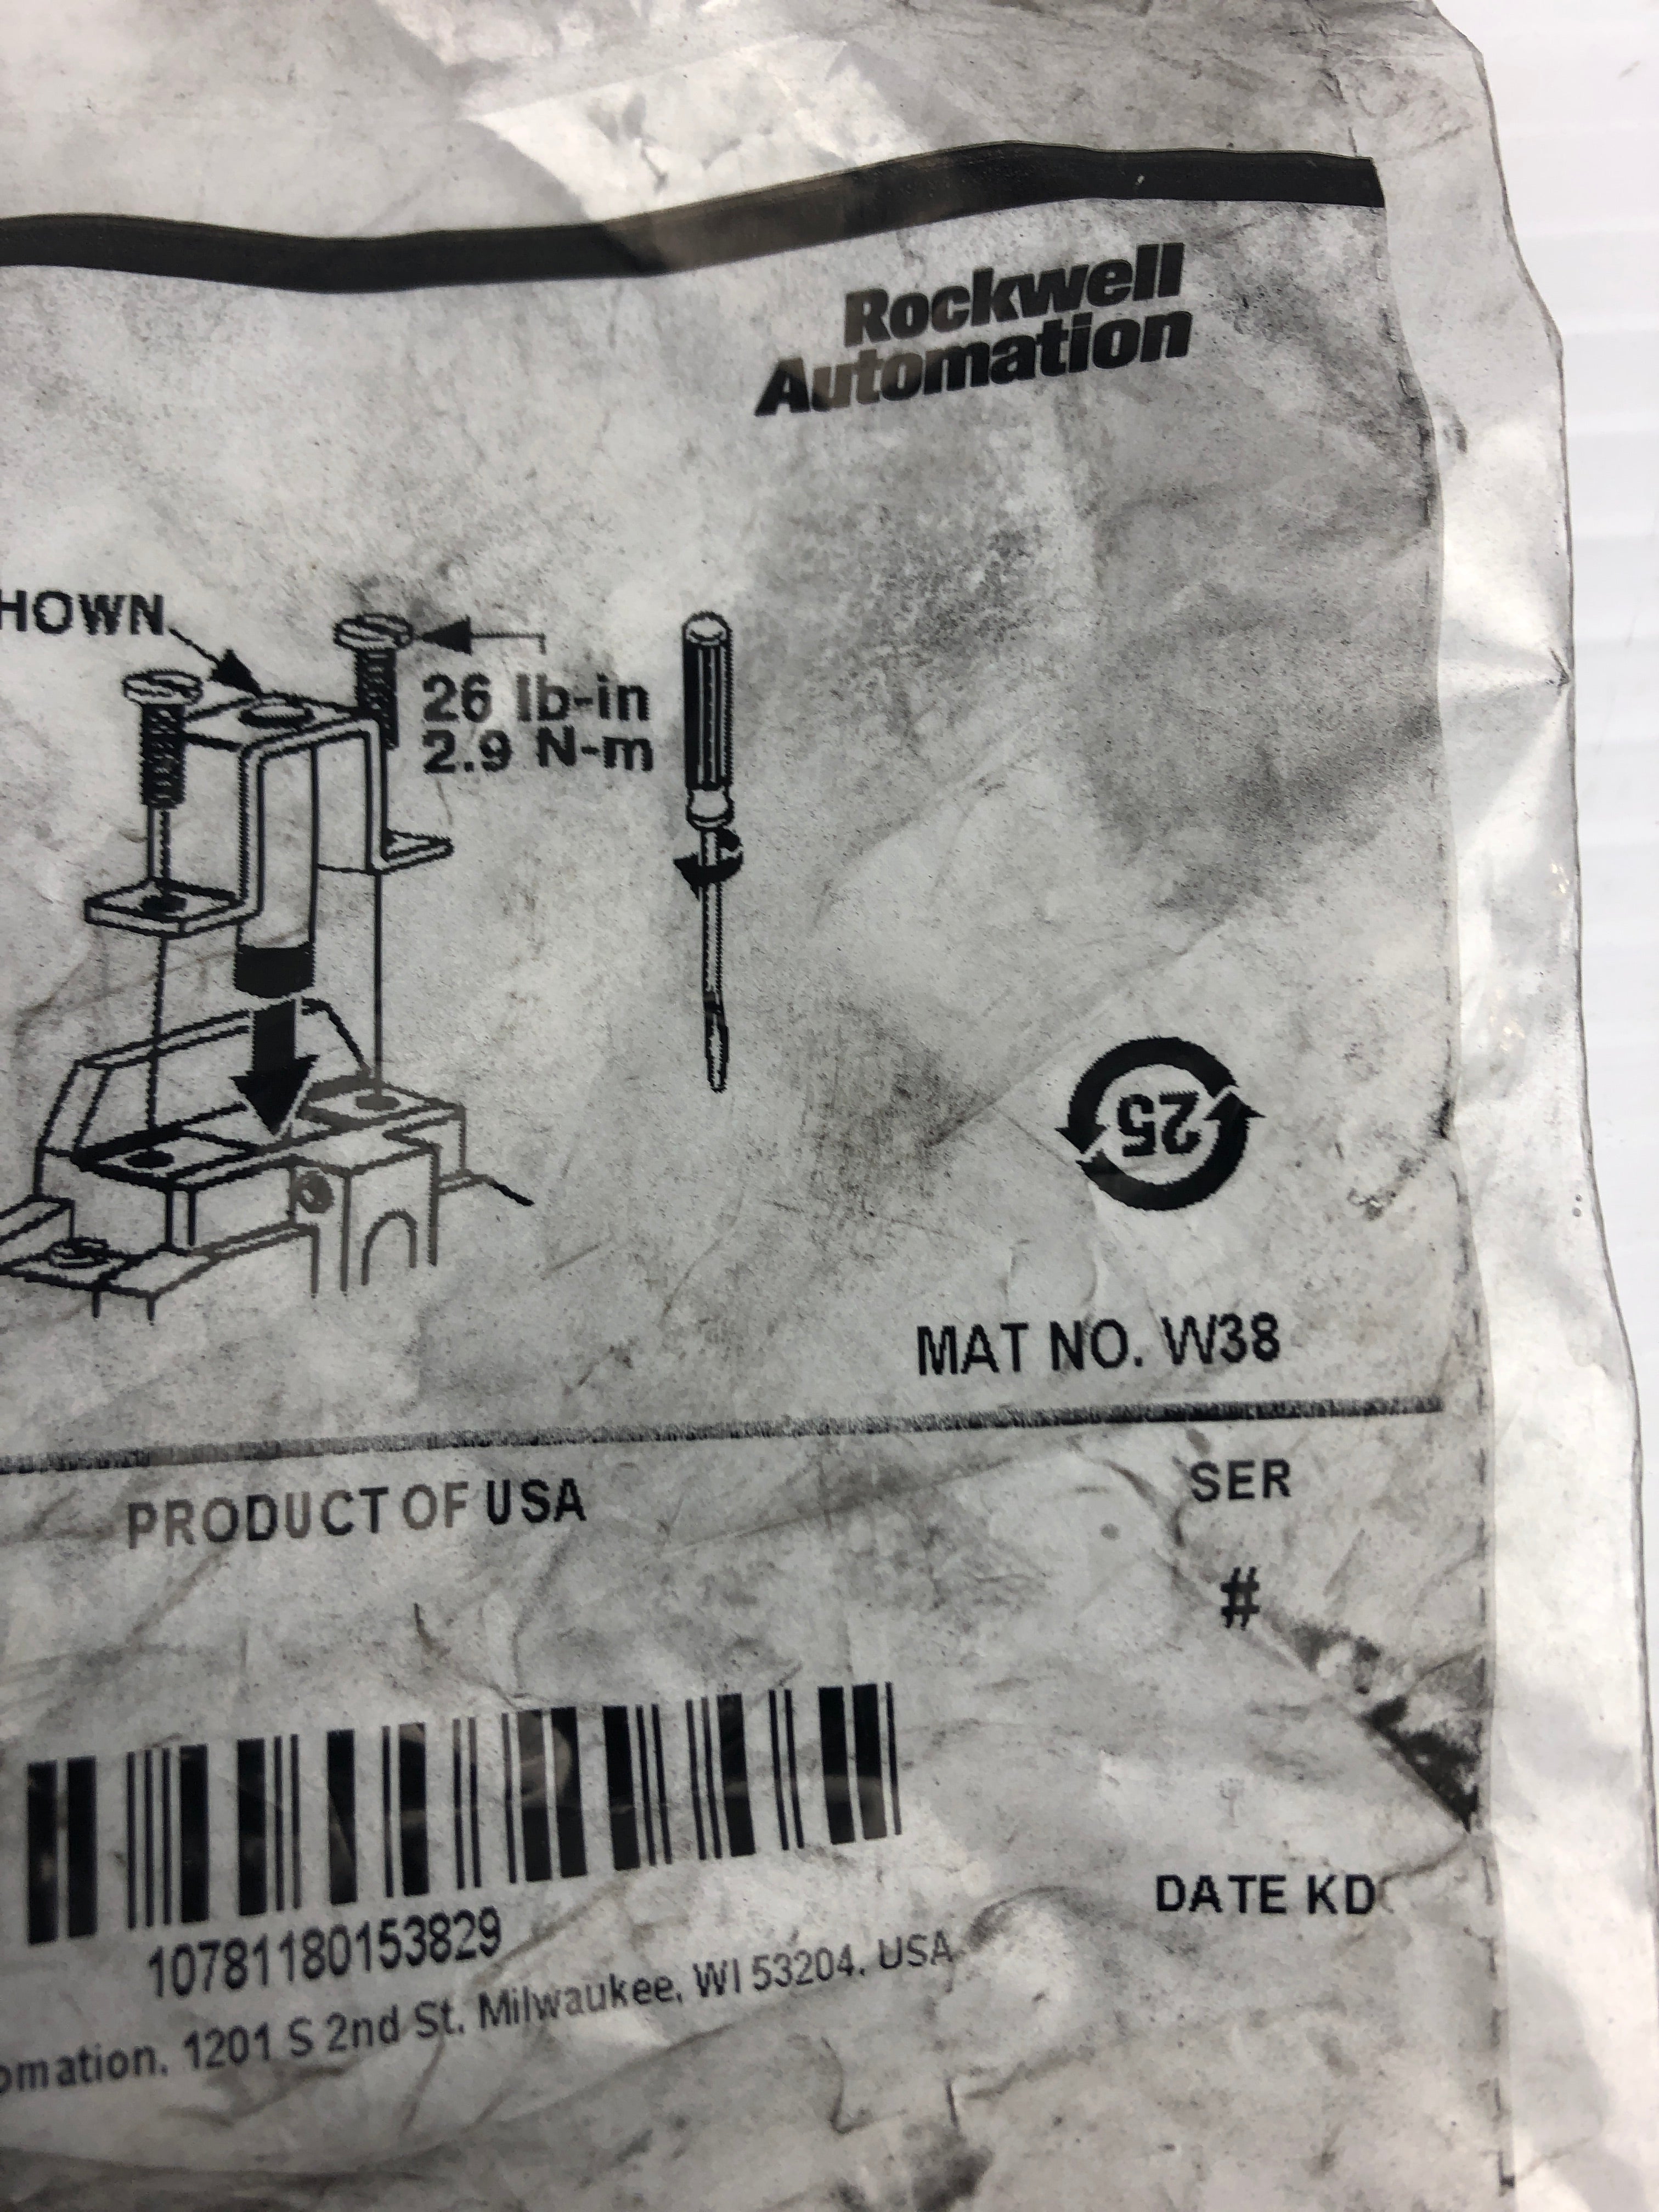 Rockwell
Automation
HOWN
26 lb-in
2.9 N-m
25
MAT NO. W38
PRODUCT OF USA
SER
#
10781180153829
DATE KD
omation. 1201 S 2nd St. Milwaukee, WI 53204. USA